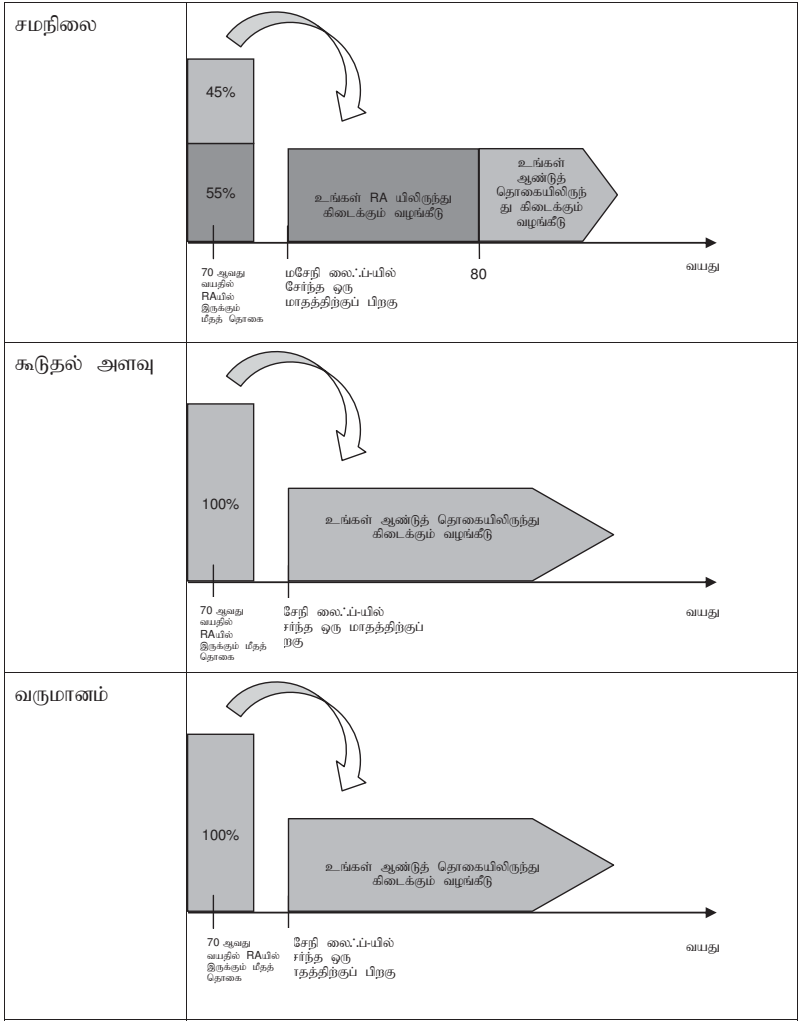 சமநிலை
45%
55%
உங்கள் RA யிலிருந்து
கிடைக்கும் வழங்கீடு
உங்கள்
ஆண்டுத்
தொகையிலிருந்
து கிடைக்கும்
வழங்கீடு
70 ஆவது
வயதில்
RAயில்
இருக்கும்
மீதத் தொகை
மசேநி லைஃப்-யில்
சேர்ந்த ஒரு
மாதத்திற்குப் பிறகு
80
வயது
கூடுதல் அளவு
100%
உங்கள் ஆண்டுத் தொகையிலிருந்து
கிடைக்கும் வழங்கீடு
70 ஆவது
வயதில்
RAயில்
இருக்கும் மீதத்
தொகை
சேநி லைஃப்-யில்
ர்ந்த ஒரு மாதத்திற்குப்
றகு
வயது
வருமானம்
100%
உங்கள் ஆண்டுத் தொகையிலிருந்து
கிடைக்கும் வழங்கீடு
70 ஆவது
வயதில் RAயில்
இருக்கும் மீதத்
தொகை
சேநி லைஃப்-யில்
ர்ந்த ஒரு
தத்திற்குப் பிறகு
வயது